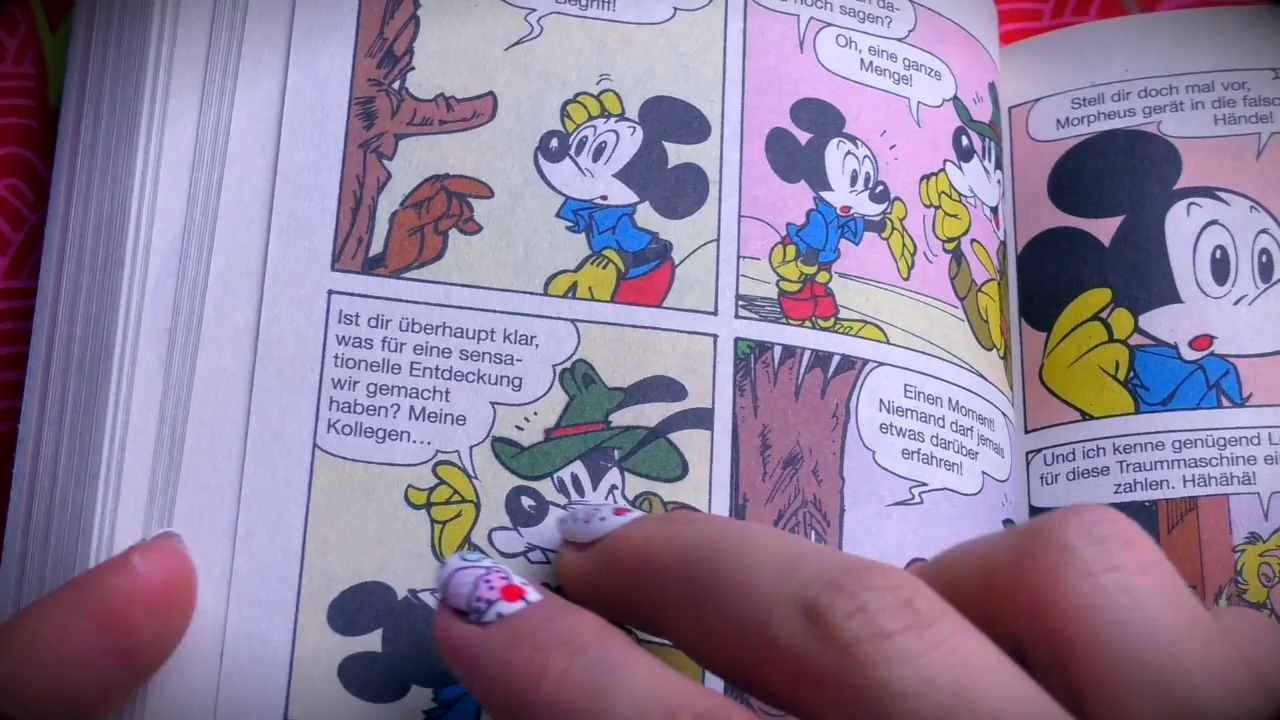 Begriff!
noch sagen?
Oh, eine ganze
Menge!
Ist dir überhaupt klar,
was für eine sensa-
tionelle Entdeckung
wir gemacht
haben? Meine
Kollegen...
Einen Moment!
Niemand darf jemals
etwas darüber
erfahren!
Stell dir doch mal vor,
Morpheus gerät in die falsc
Hände!
Und ich kenne genügend L
für diese Traummaschine ei
zahlen. Hähähä!